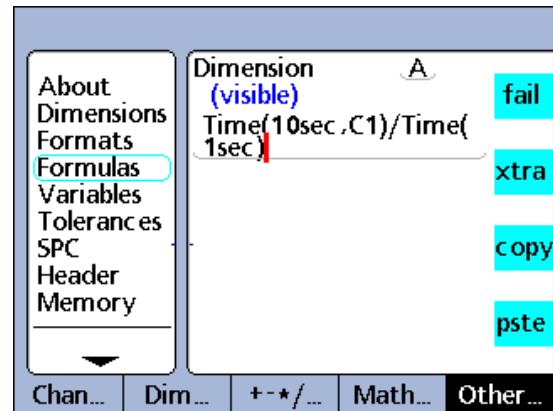 About
Dimensions
Formats
Formulas
Variables
Tolerances
SPC
Header
Memory
Dimension A
(visible)
Time(10sec,C1)/Time(
1sec)
fail
xtra
copy
pste
Chan... Dim... +-*/... Math... Other...